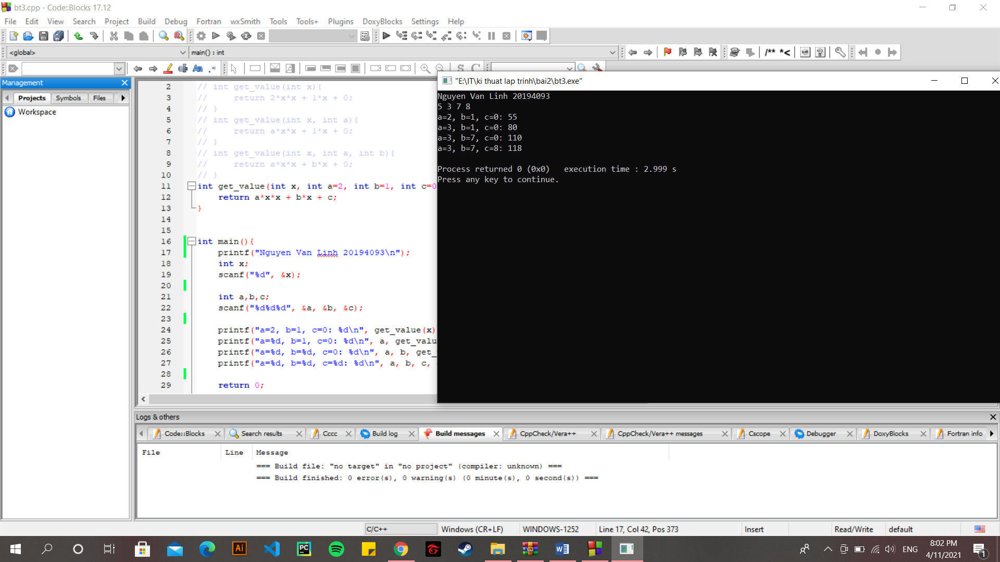 bt3.cpp - Code::Blocks 17.12
File Edit View Search Project Build Debug Fortran wxSmith Tools Tools+ Plugins DoxyBlocks Settings Help
<global> main() : int
/** *<
Management
Projects Symbols Files
Workspace
2 // int get_value(int x){
3 // return 2*x*x + 1*x + 0;
4 // }
5 // int get_value(int x, int a){
6 // return a*x*x + 1*x + 0;
7 // }
8 // int get_value(int x, int a, int b){
9 // return a*x*x + b*x + 0;
10 // }
11 int get_value(int x, int a=2, int b=1, int c=0
12 return a*x*x + b*x + c;
13 }
14
15
16 int main(){
17 printf("Nguyen Van Linh 20194093\n");
18 int x;
19 scanf("%d", &x);
20
21 int a,b,c;
22 scanf("%d%d%d", &a, &b, &c);
23
24 printf("a=2, b=1, c=0: %d\n", get_value(x)
25 printf("a=%d, b=1, c=0: %d\n", a, get_valu
26 printf("a=%d, b=%d, c=0: %d\n", a, b, get_
27 printf("a=%d, b=%d, c=%d: %d\n", a, b, c,
28
29 return 0;
"E:\IT\ki thuat lap trinh\bai2\bt3.exe"
Nguyen Van Linh 20194093
5 3 7 8
a=2, b=1, c=0: 55
a=3, b=1, c=0: 80
a=3, b=7, c=0: 110
a=3, b=7, c=8: 118
Process returned 0 (0x0) execution time : 2.999 s
Press any key to continue.
Logs & others
Code::Blocks Search results Cccc Build log Build messages CppCheck/Vera++ CppCheck/Vera++ messages Cscope Debugger DoxyBlocks Fortran info
File Line Message
=== Build file: "no target" in "no project" (compiler: unknown) ===
=== Build finished: 0 error(s), 0 warning(s) (0 minute(s), 0 second(s)) ===
C/C++ Windows (CR+LF) WINDOWS-1252 Line 17, Col 42, Pos 373 Insert Read/Write default
Ai
PC
ENG
8:02 PM
4/11/2021
1